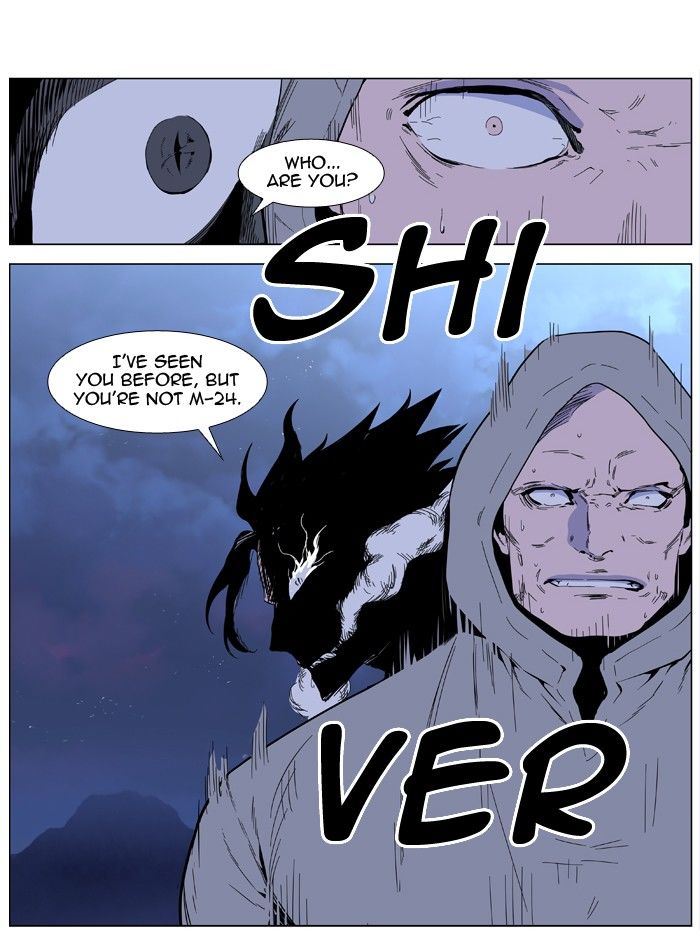 WHO...
ARE YOU?
SHI
I'VE SEEN
YOU BEFORE, BUT
YOU'RE NOT M-24.
VER